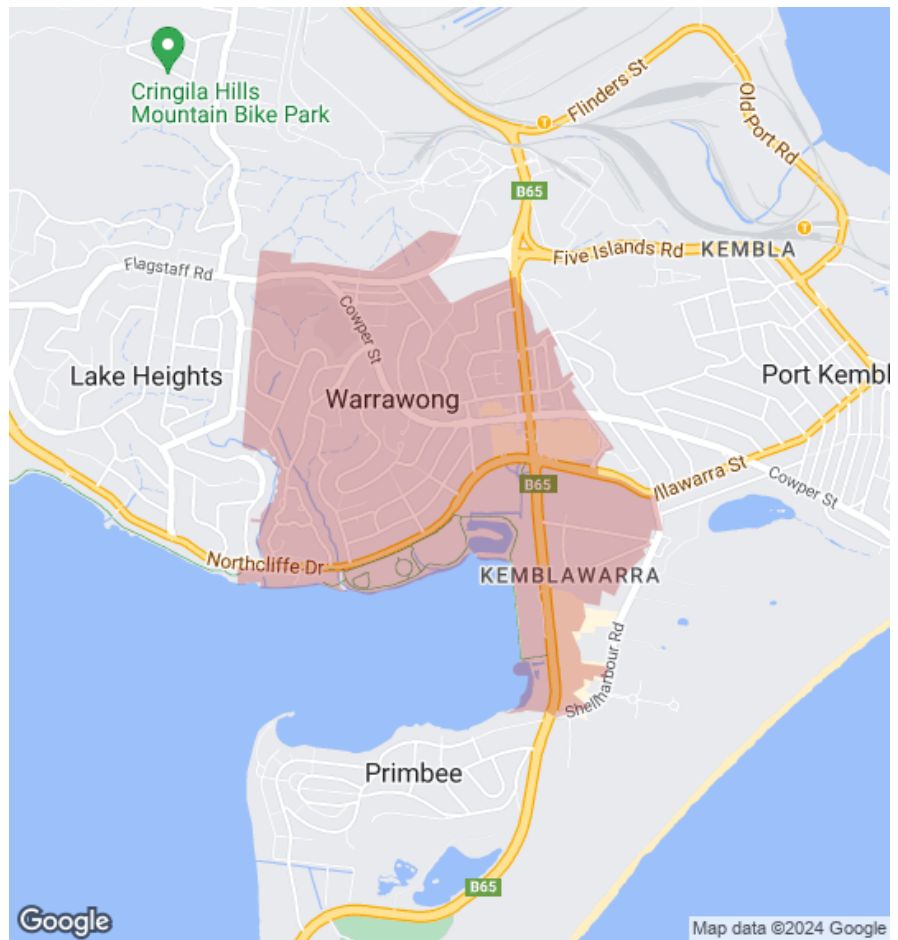 Cringila Hills
Mountain Bike Park
Flinders St
Old Port Rd
B65
Five Islands Rd
KEMBLA
Flagstaff Rd
Cowper St
Lake Heights
Warrawong
Port Kembl
B65
Illawarra St
Cowper St
Northcliffe Dr
KEMBLAWARRA
Shellharbour Rd
Primbee
B65
Google
Map data ©2024 Google